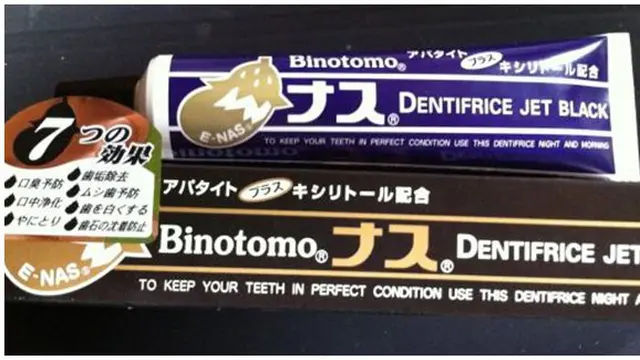 Binotomo® アパタイト プラス キシリトール配合
ナス® DENTIFRICE JET BLACK
E-NAS®
TO KEEP YOUR TEETH IN PERFECT CONDITION USE THIS DENTIFRICE NIGHT AND MORNING
Binotomo
7つの効果
口臭予防
口中浄化
やにとり
歯垢除去
ムシ歯予防
歯を白くする
歯石の沈着防止
アパタイト プラス キシリトール配合
Binotomo® ナス® DENTIFRICE JET
E-NAS®
TO KEEP YOUR TEETH IN PERFECT CONDITION USE THIS DENTIFRICE NIGHT A